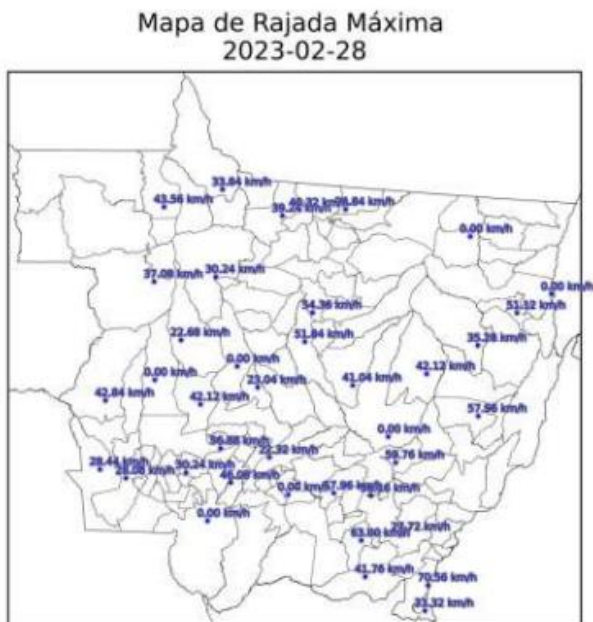 Mapa de Rajada Máxima
2023-02-28
33.84 km/h
43.56 km/h
39.24 km/h
0.00 km/h
37.08 km/h
30.24 km/h
0.00 km/h
51.12 km/h
54.36 km/h
22.68 km/h
51.84 km/h
35.28 km/h
0.00 km/h
42.12 km/h
0.00 km/h
23.04 km/h
41.04 km/h
42.84 km/h
42.12 km/h
57.96 km/h
0.00 km/h
22.32 km/h
59.76 km/h
28.44 km/h
30.24 km/h
46.08 km/h
0.00 km/h
57.96 km/h
0.00 km/h
63.00 km/h
41.76 km/h
70.56 km/h
33.32 km/h